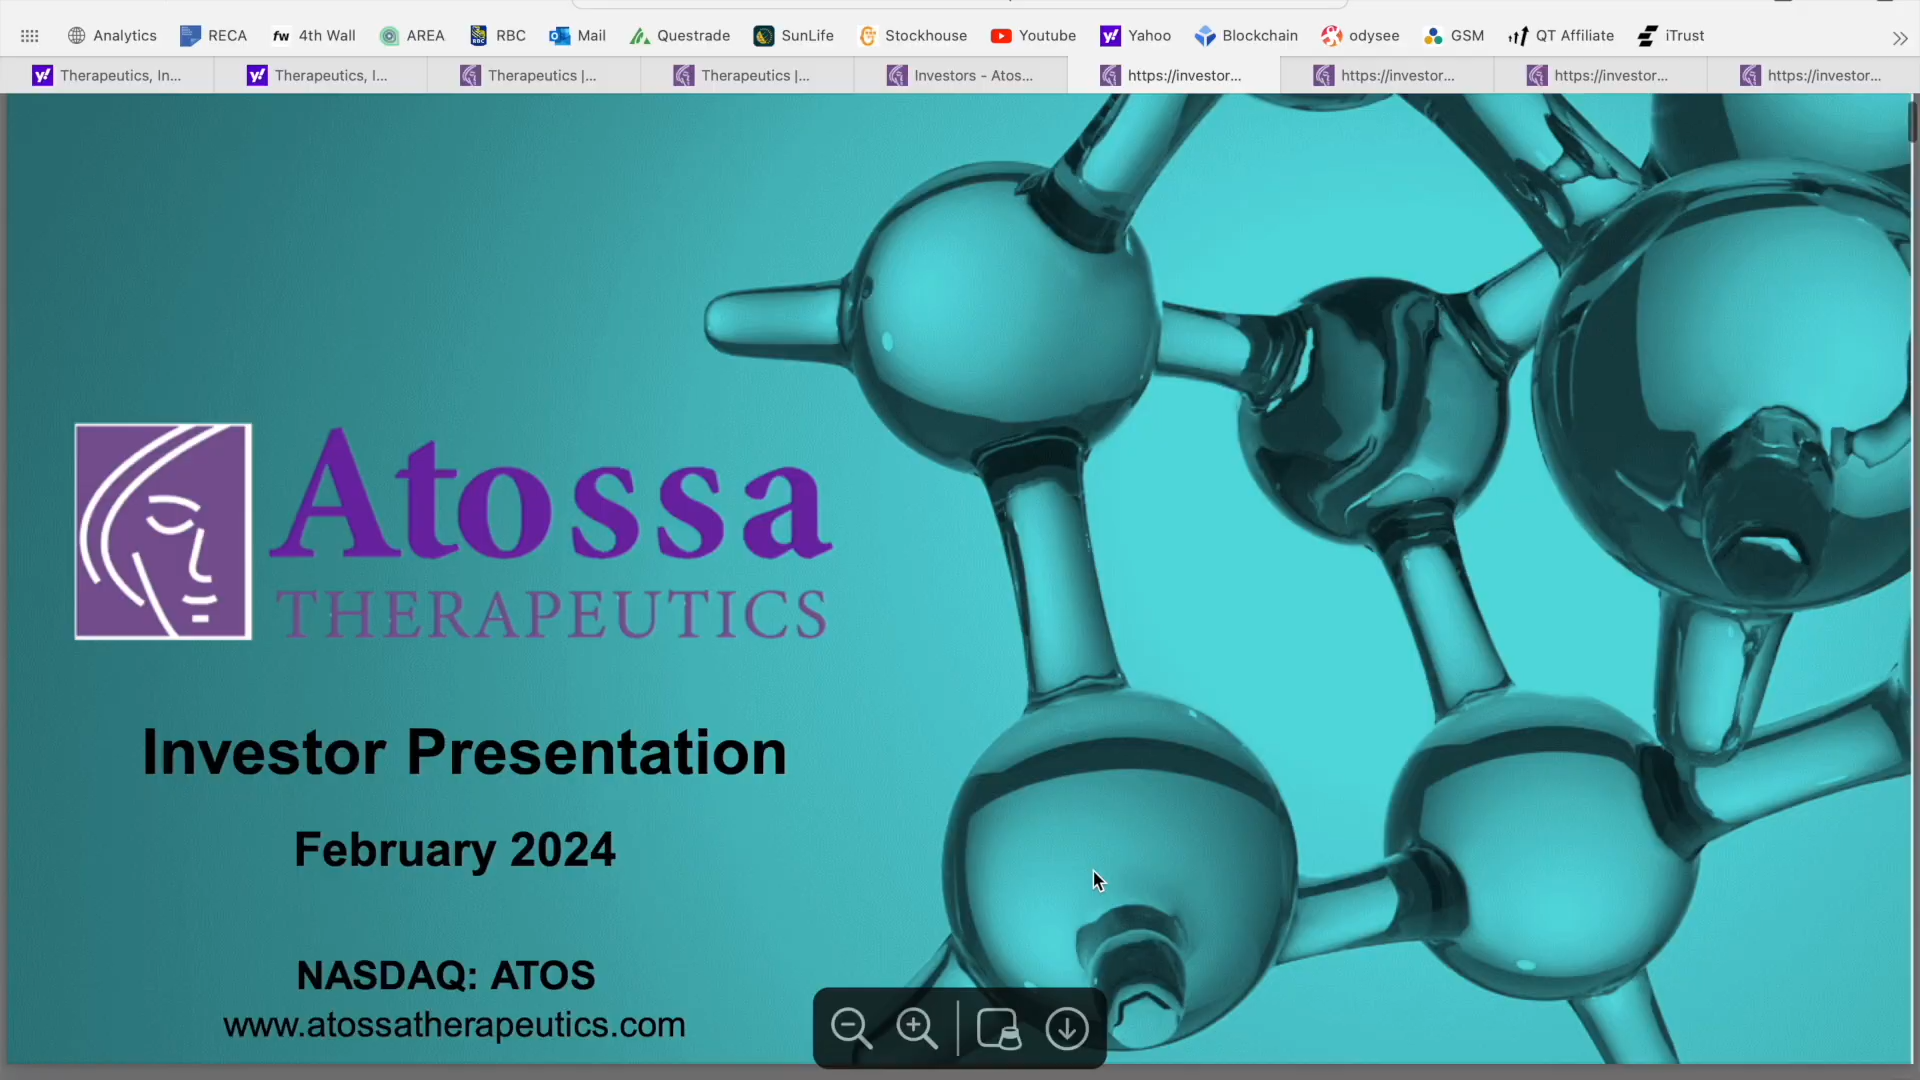 Analytics RECA fw 4th Wall AREA RBC Mail Questrade SunLife Stockhouse Youtube Yahoo Blockchain odysee GSM QT Affiliate iTrust
Therapeutics, In... Therapeutics, I... Therapeutics |... Therapeutics |... Investors - Atos... https://investor... https://investor... https://investor... https://investor...
Atossa
THERAPEUTICS
Investor Presentation
February 2024
NASDAQ: ATOS
www.atossatherapeutics.com